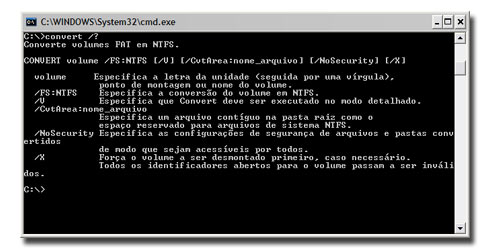 C:\WINDOWS\System32\cmd.exe
C:\>convert /?
Converte volumes FAT em NTFS.
CONVERT volume /FS:NTFS [/V] [/CvtArea:nome_arquivo] [/NoSecurity] [/X]
volume Especifica a letra da unidade (seguida por uma vírgula),
ponto de montagem ou nome do volume.
/FS:NTFS Especifica a conversão do volume em NTFS.
/V Especifica que Convert deve ser executado no modo detalhado.
/CvtArea:nome_arquivo
Especifica um arquivo contíguo na pasta raiz como o
espaço reservado para arquivos de sistema NTFS.
/NoSecurity Especifica as configurações de segurança de arquivos e pastas conv
ertidos
de modo que sejam acessíveis por todos.
/X Força o volume a ser desmontado primeiro, caso necessário.
Todos os identificadores abertos para o volume passam a ser inváli
dos.
C:\>